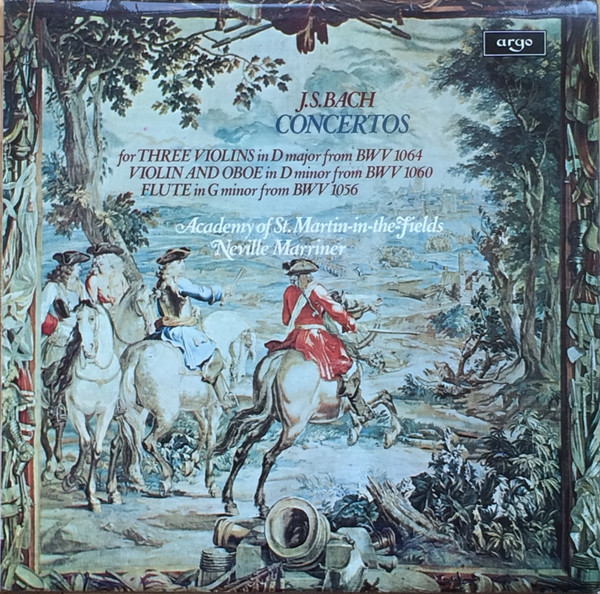 argo
J.S.BACH
CONCERTOS
for THREE VIOLINS in D major from BWV 1064
VIOLIN AND OBOE in D minor from BWV 1060
FLUTE in G minor from BWV 1056
Academy of St. Martin-in-the-Fields
Neville Marriner